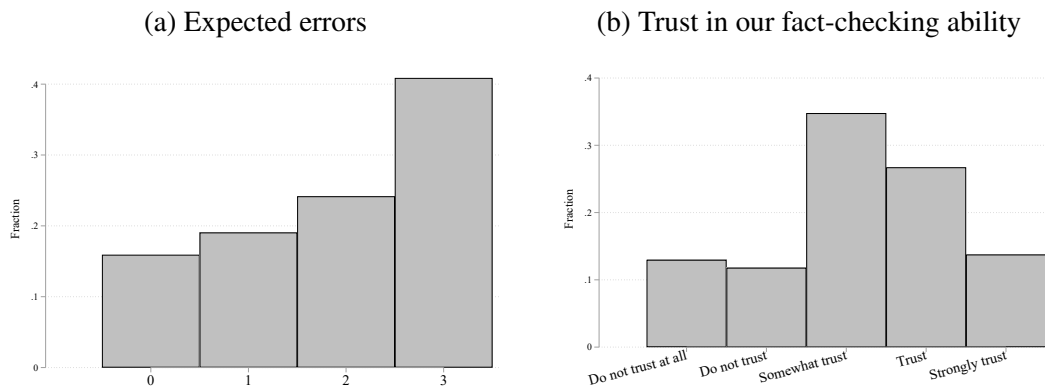 (a) Expected errors
.4
.3
.2
.1
0
Fraction
0 1 2 3
(b) Trust in our fact-checking ability
.4
.3
.2
.1
0
Fraction
Do not trust at all Do not trust Somewhat trust Trust Strongly trust